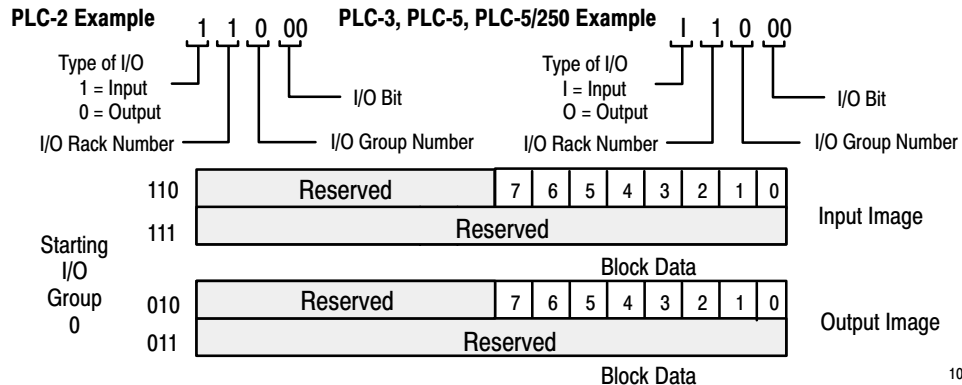 PLC-2 Example
1 1 0 00
Type of I/O
1 = Input
0 = Output
I/O Bit
I/O Rack Number
I/O Group Number
PLC-3, PLC-5, PLC-5/250 Example
I 1 0 00
Type of I/O
I = Input
O = Output
I/O Bit
I/O Rack Number
I/O Group Number
Starting
I/O
Group
0
110 Reserved 7 6 5 4 3 2 1 0
111 Reserved
Input Image
Block Data
010 Reserved 7 6 5 4 3 2 1 0
011 Reserved
Output Image
Block Data
10